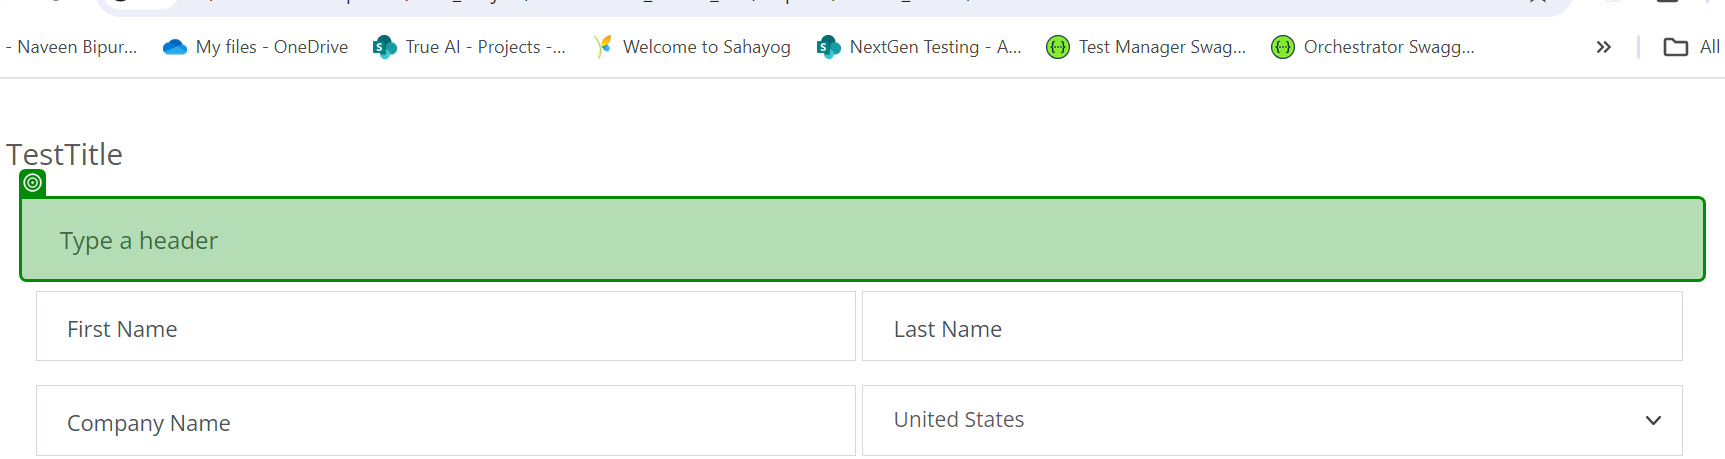 - Naveen Bipur... My files - OneDrive True AI - Projects -... Welcome to Sahayog NextGen Testing - A... Test Manager Swag... Orchestrator Swagg... » All
TestTitle
Type a header
First Name Last Name
Company Name United States